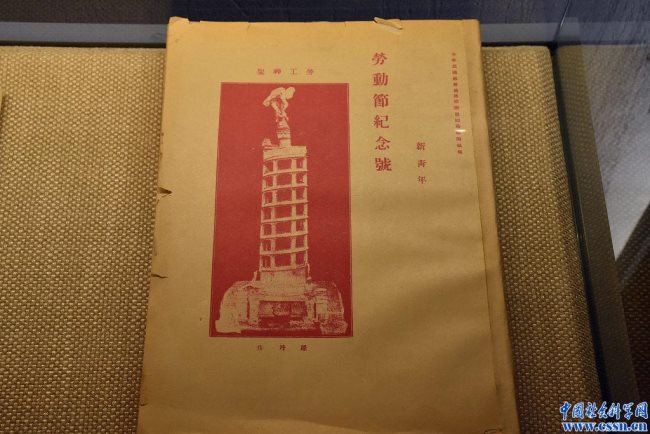 勞動節紀念號
新青年
勞工神聖
羅丹作
中国社会科学网
www.cssn.cn